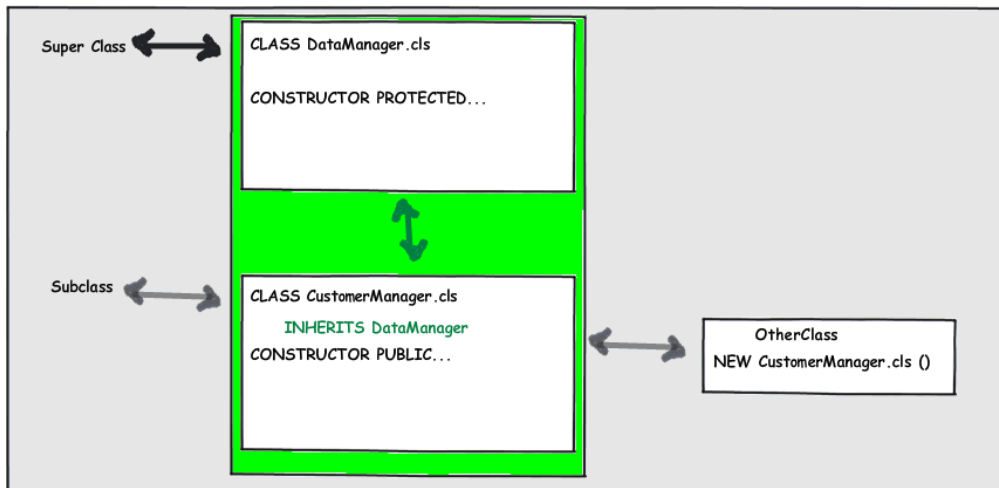 Super Class
CLASS DataManager.cls
CONSTRUCTOR PROTECTED...
Subclass
CLASS CustomerManager.cls
INHERITS DataManager
CONSTRUCTOR PUBLIC...
OtherClass
NEW CustomerManager.cls ()